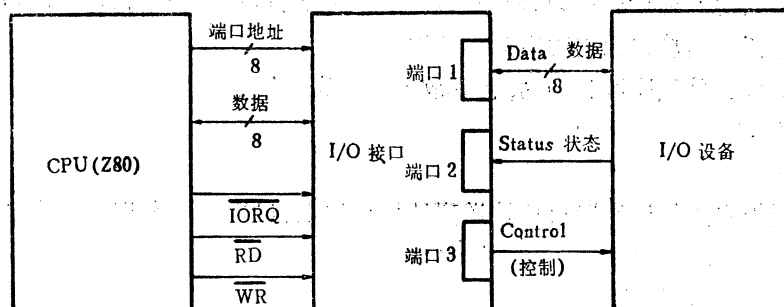 端口地址
8
数据
8
CPU(Z80)
IORQ
RD
WR
I/O 接口
端口1
端口2
端口3
Data 数据
8
Status 状态
Control
(控制)
I/O 设备